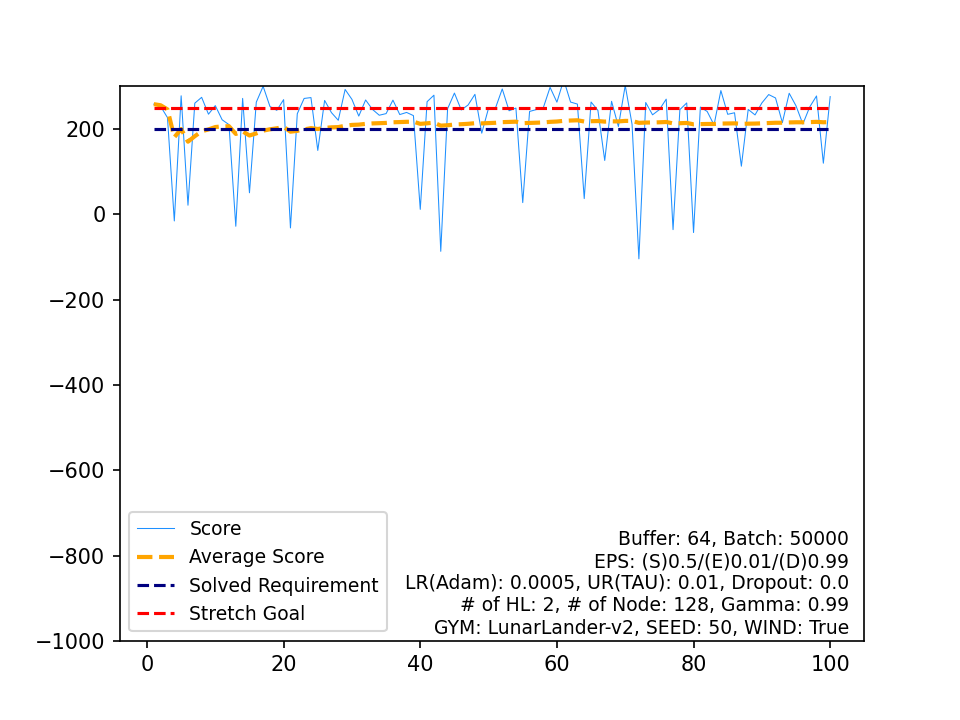 200
0
−200
−400
−600
−800
−1000
Score
Average Score
Solved Requirement
Stretch Goal
Buffer: 64, Batch: 50000
EPS: (S)0.5/(E)0.01/(D)0.99
LR(Adam): 0.0005, UR(TAU): 0.01, Dropout: 0.0
# of HL: 2, # of Node: 128, Gamma: 0.99
GYM: LunarLander-v2, SEED: 50, WIND: True
0 20 40 60 80 100